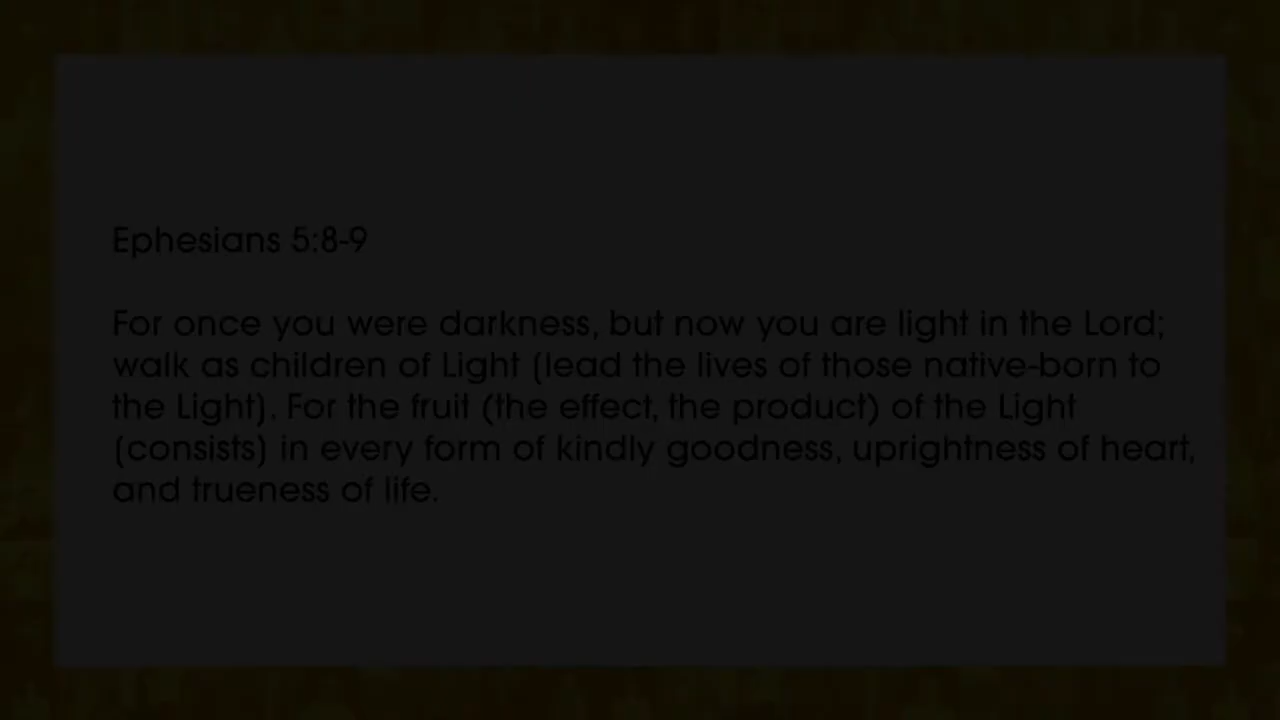 Ephesians 5:8-9
For once you were darkness, but now you are light in the Lord;
walk as children of Light (lead the lives of those native-born to
the Light). For the fruit (the effect, the product) of the Light
(consists) in every form of kindly goodness, uprightness of heart,
and trueness of life.